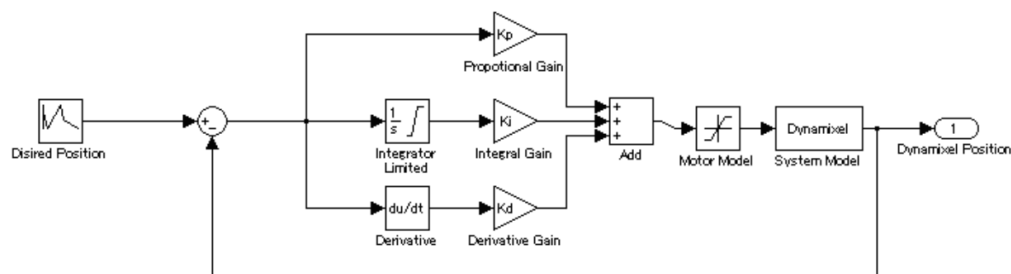 Kp
Propotional Gain
Disired Position
+
-
1
s
Integrator
Limited
Ki
Integral Gain
du/dt
Derivative
Kd
Derivative Gain
+
+
+
Add
Motor Model
Dynamixel
System Model
1
Dynamixel Position